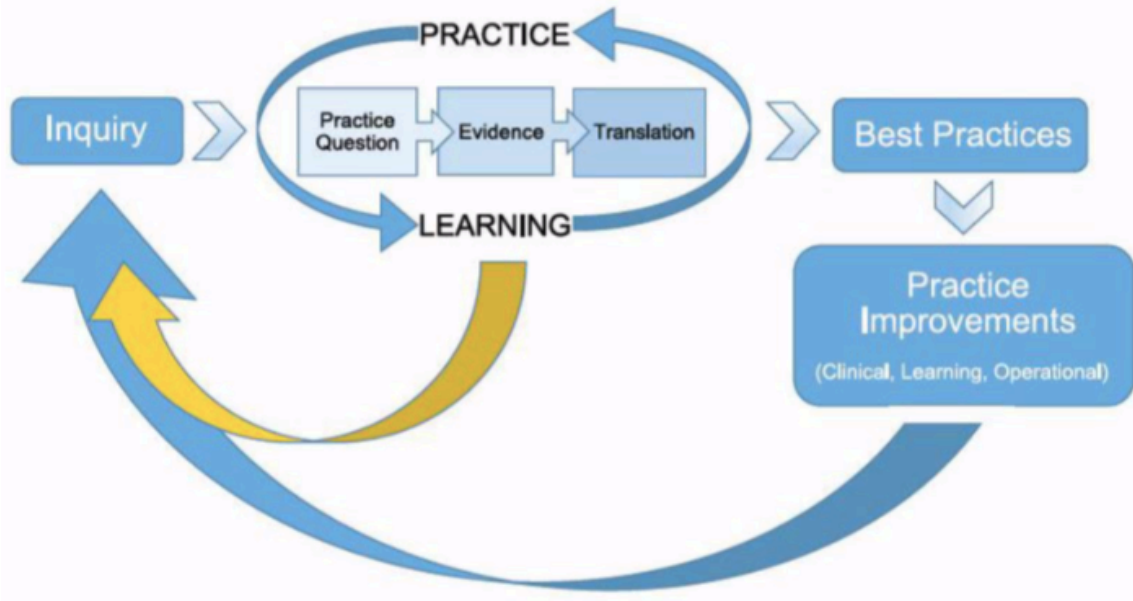 PRACTICE
Inquiry
Practice
Question
Evidence
Translation
LEARNING
Best Practices
Practice
Improvements
(Clinical, Learning, Operational)